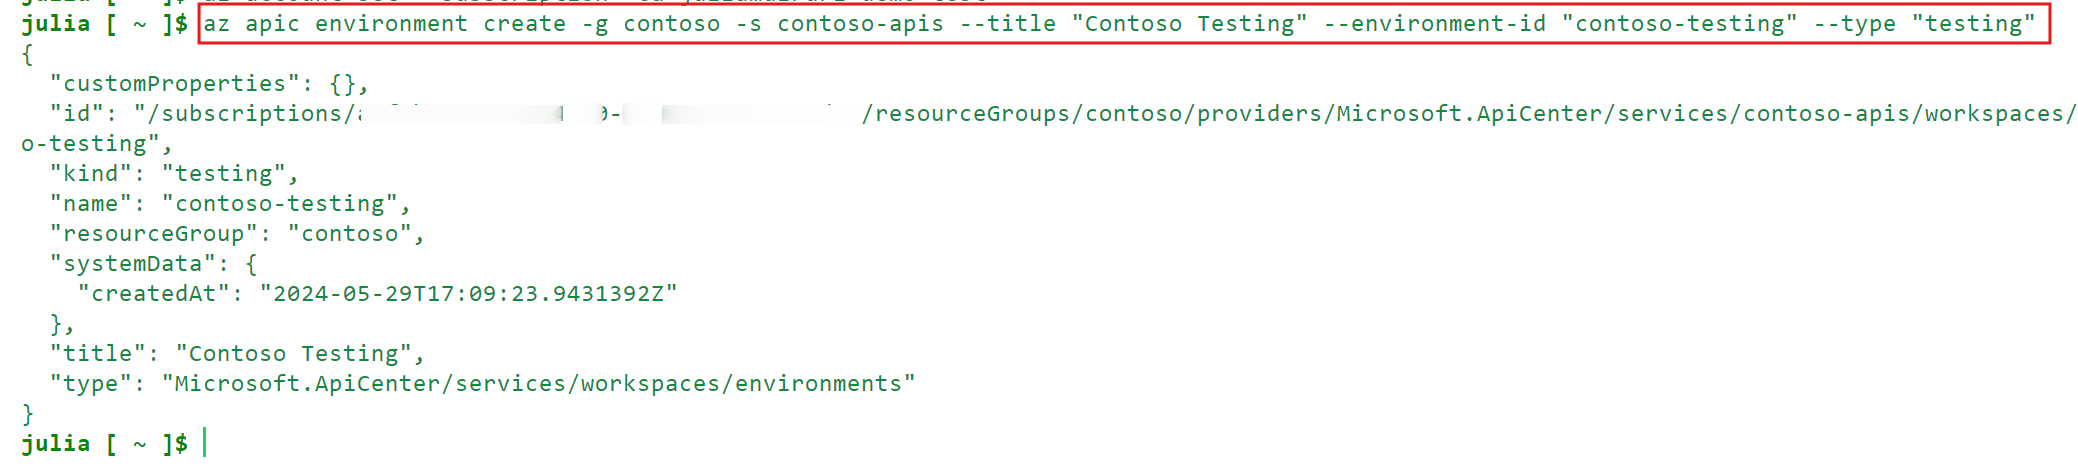 julia [ ~ ]$ az apic environment create -g contoso -s contoso-apis --title "Contoso Testing" --environment-id "contoso-testing" --type "testing"
{
  "customProperties": {},
  "id": "/subscriptions/ /resourceGroups/contoso/providers/Microsoft.ApiCenter/services/contoso-apis/workspaces/
o-testing",
  "kind": "testing",
  "name": "contoso-testing",
  "resourceGroup": "contoso",
  "systemData": {
    "createdAt": "2024-05-29T17:09:23.9431392Z"
  },
  "title": "Contoso Testing",
  "type": "Microsoft.ApiCenter/services/workspaces/environments"
}
julia [ ~ ]$